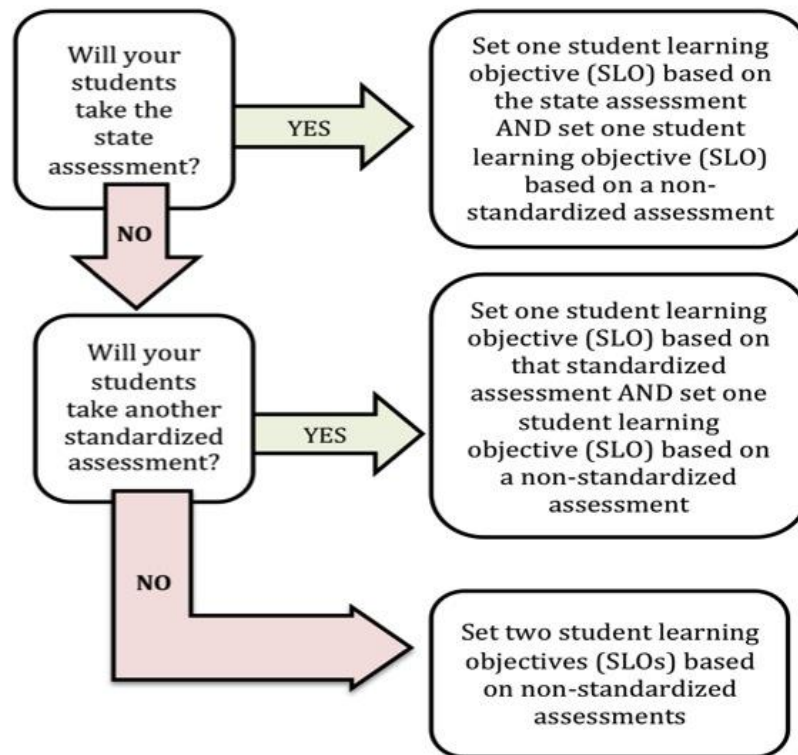 Will your
students
take the
state
assessment?
YES
Set one student learning
objective (SLO) based on
the state assessment
AND set one student
learning objective (SLO)
based on a non-
standardized assessment
NO
Will your
students
take another
standardized
assessment?
YES
Set one student learning
objective (SLO) based on
that standardized
assessment AND set one
student learning
objective (SLO) based on
a non-standardized
assessment
NO
Set two student learning
objectives (SLOs) based
on non-standardized
assessments